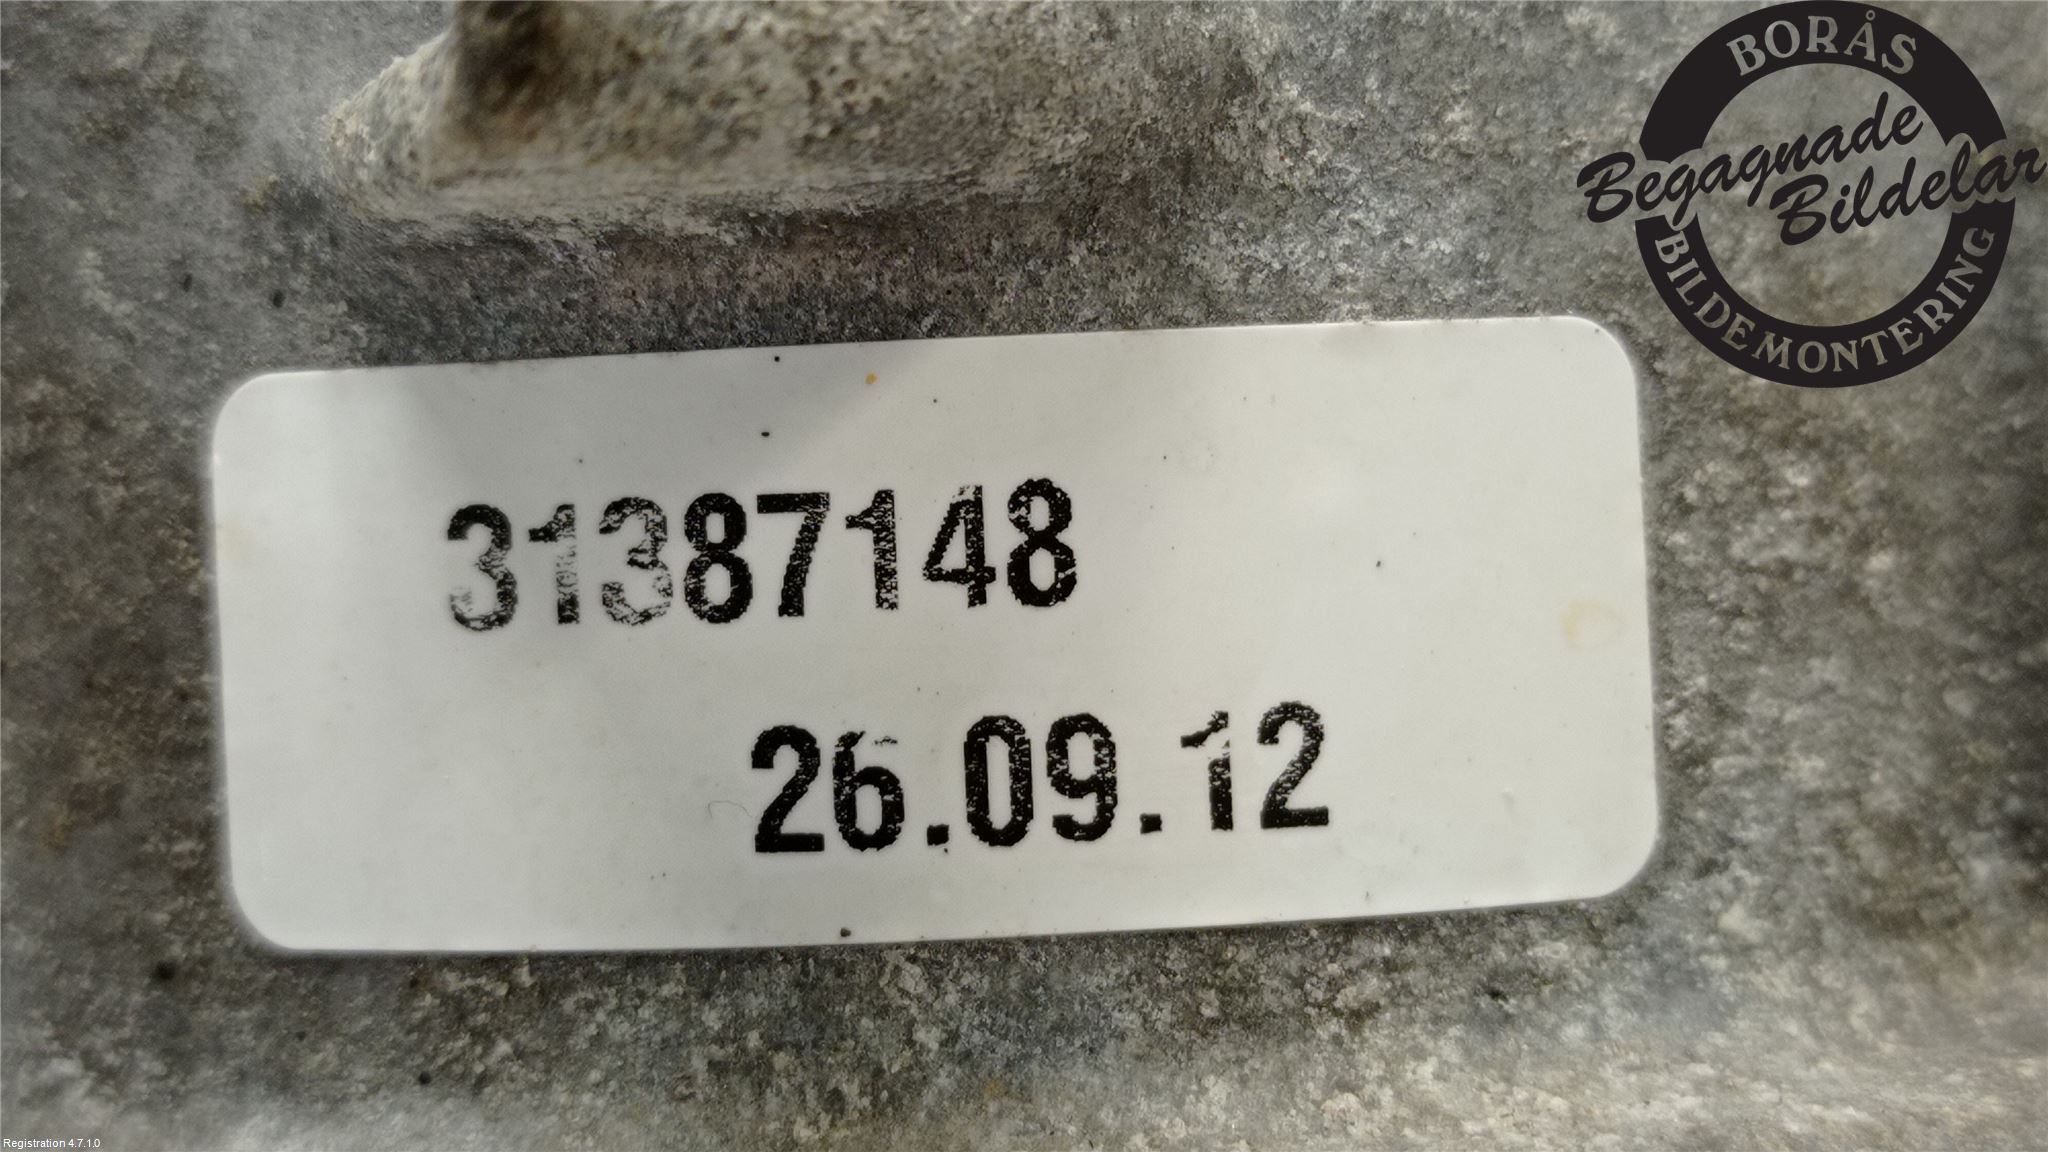 BORÅS
Begagnade
Bildelar
BILDEMONTERING
31387148
26.09.12
Registration 4.7.1.0